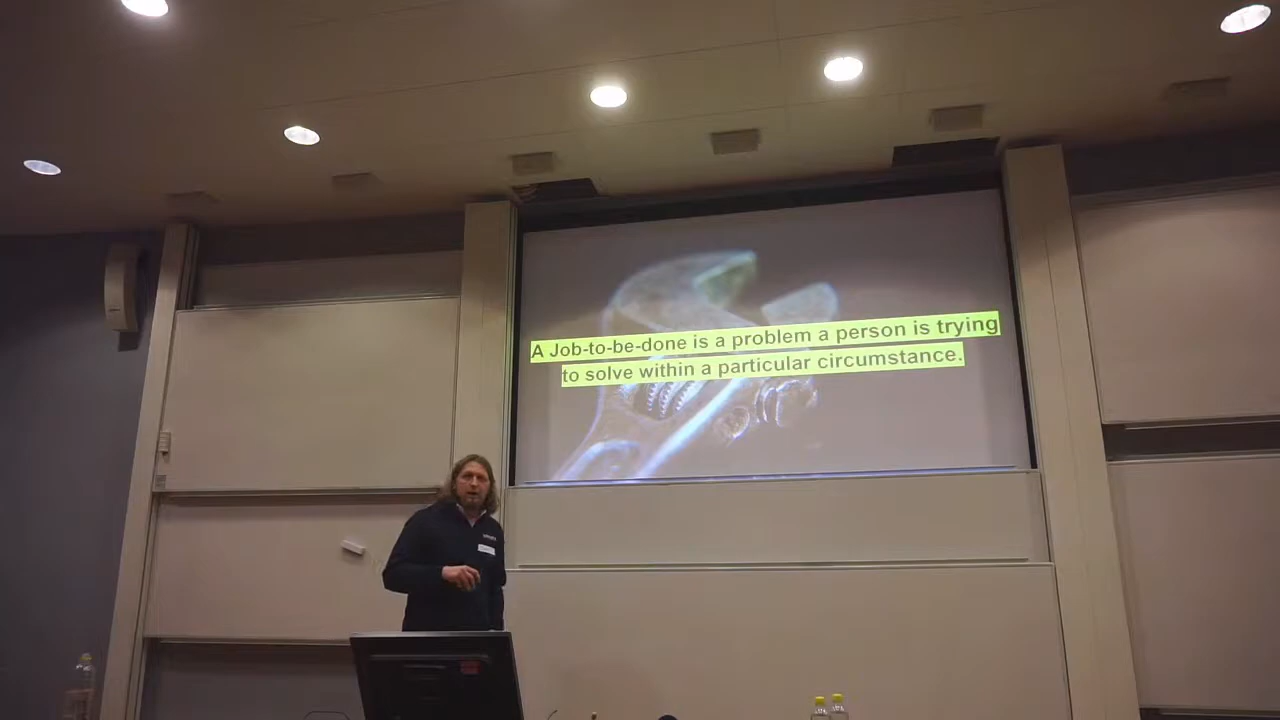 A Job-to-be-done is a problem a person is trying
to solve within a particular circumstance.